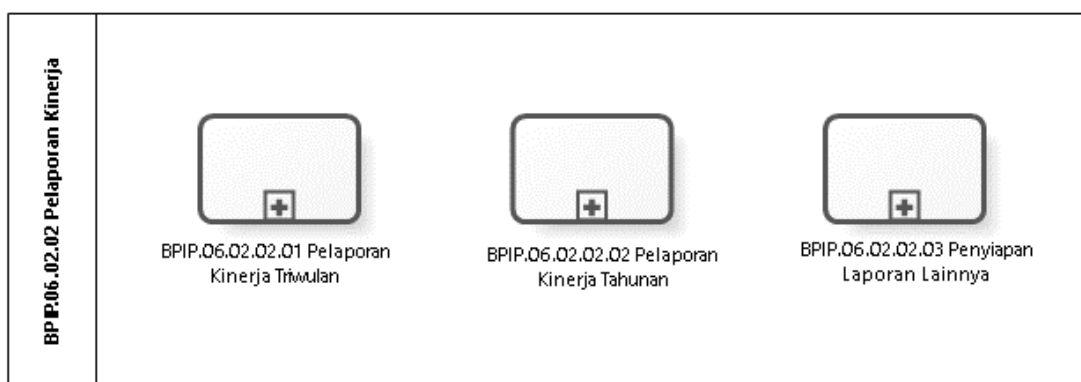 BPIP.06.02.02 Pelaporan Kinerja
BPIP.06.02.02.01 Pelaporan
Kinerja Triwulan
BPIP.06.02.02.02 Pelaporan
Kinerja Tahunan
BPIP.06.02.02.03 Penyiapan
Laporan Lainnya